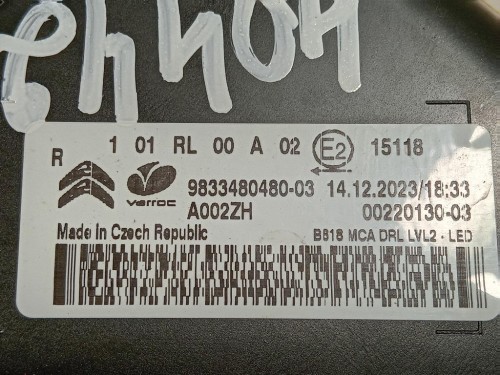 R 1 01 RL 00 A 02 E2 15118
varroc 9833480480-03 14.12.2023/18:33
A002ZH 00220130-03
Made in Czech Republic B618 MCA DRL LVL2 - LED